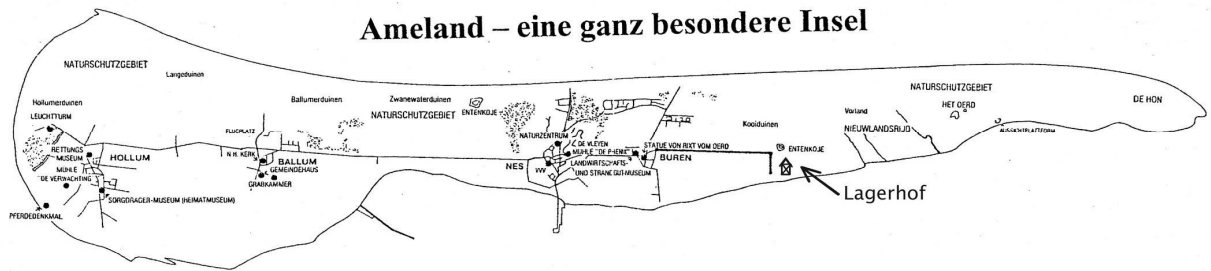 Ameland – eine ganz besondere Insel
NATURSCHUTZGEBIET
Langeduinen
Hollumerduinen
LEUCHTTURM
RETTUNGS
MUSEUM
MÜHLE
DE VERWACHTING
HOLLUM
PFERDEDENKMAL
SORGDRAGER-MUSEUM (HEIMATMUSEUM)
Ballumerduinen
FLUGPLATZ
N.H. KERK
BALLUM
GEMEINDEHAUS
GRABKAMNER
Zwanewaterduinen
NATURSCHUTZGEBIET
ENTENKOJE
NATURZENTRUM
DE VLEYEN
MÜHLE "DE PHENIX"
NES
VVV
LANDWIRTSCHAFTS-
UND STRANDGUT-MUSEUM
STATUE VON RIXT VOM OERD
BUREN
Kooiduinen
ENTENKOJE
Lagerhof
Vorland
NIEUWLANDSRIJD
NATURSCHUTZGEBIET
HET OERD
AUSSICHTPLATTFORM
DE HON